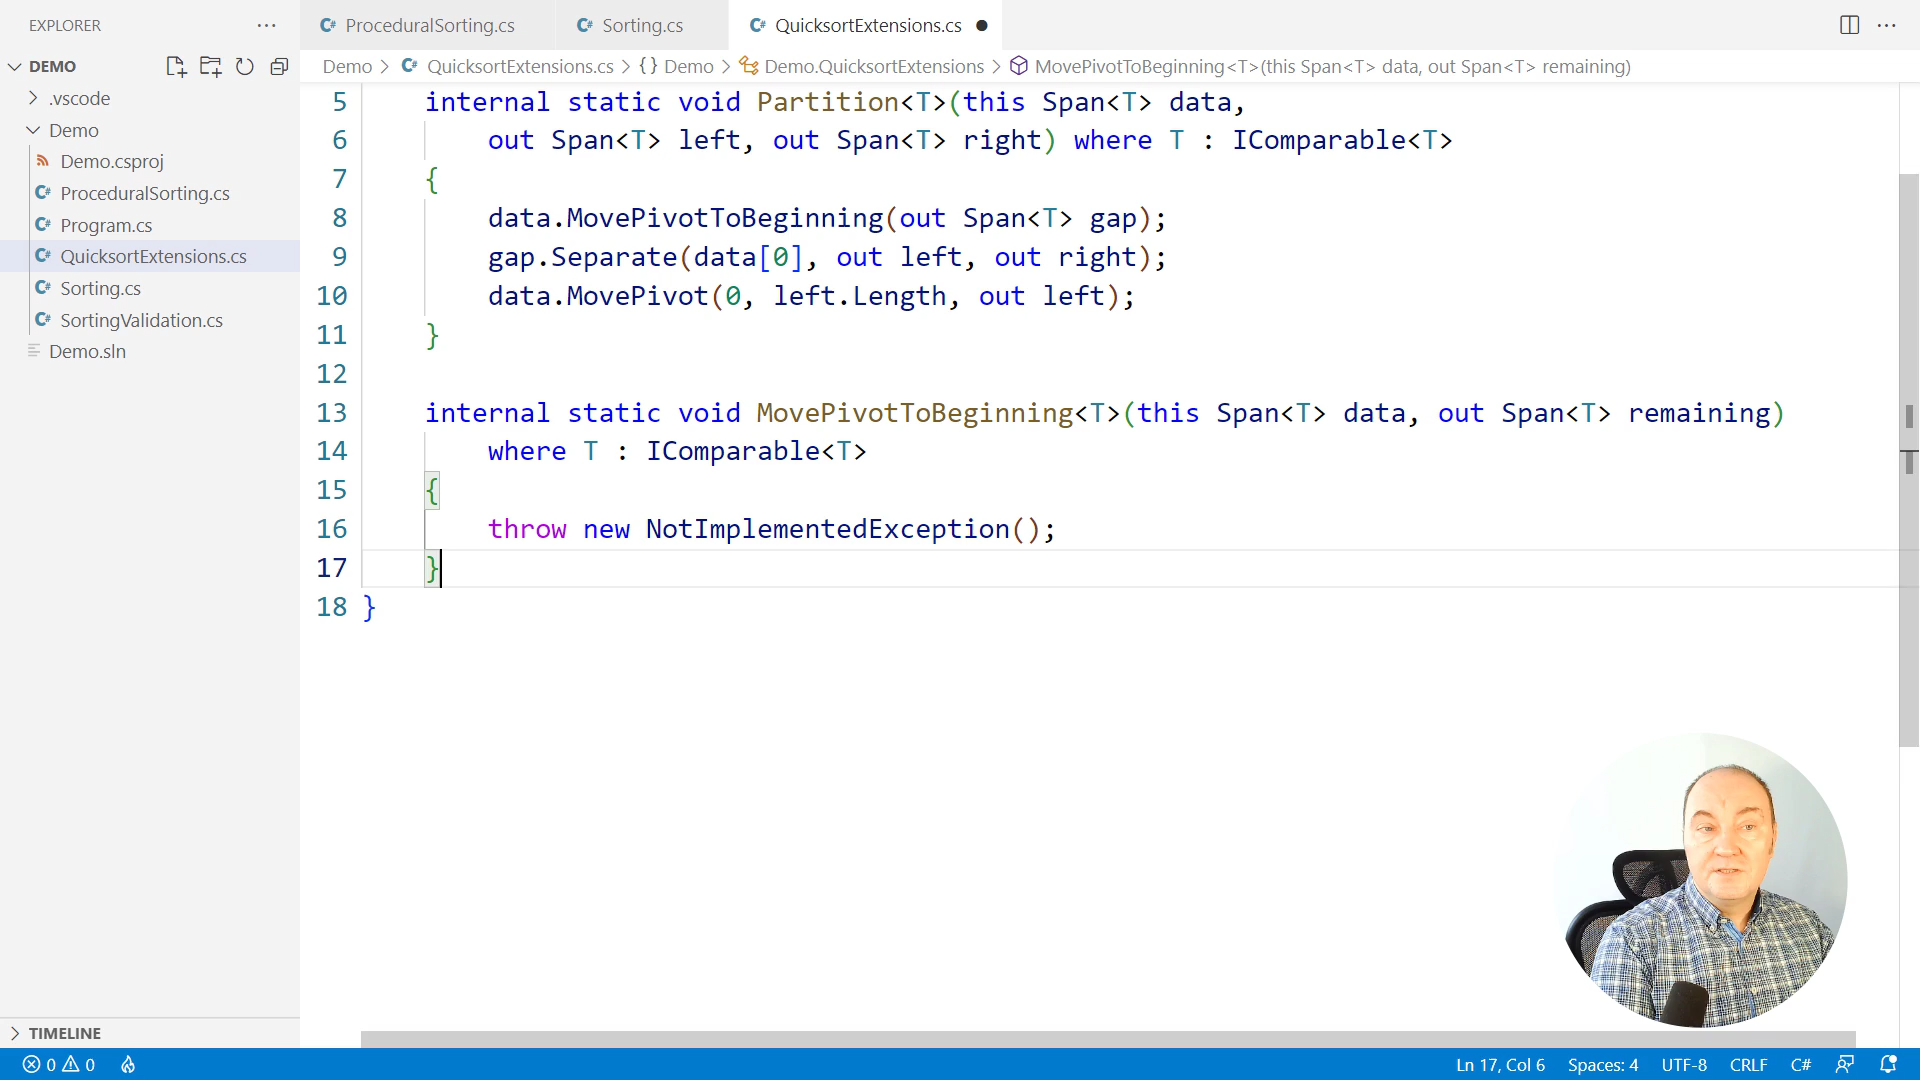 EXPLORER
DEMO
.vscode
Demo
Demo.csproj
C# ProceduralSorting.cs
C# Program.cs
C# QuicksortExtensions.cs
C# Sorting.cs
C# SortingValidation.cs
Demo.sln
TIMELINE
C# ProceduralSorting.cs C# Sorting.cs C# QuicksortExtensions.cs
Demo > C# QuicksortExtensions.cs > {} Demo > Demo.QuicksortExtensions > MovePivotToBeginning<T>(this Span<T> data, out Span<T> remaining)
5 internal static void Partition<T>(this Span<T> data,
6 out Span<T> left, out Span<T> right) where T : IComparable<T>
7 {
8 data.MovePivotToBeginning(out Span<T> gap);
9 gap.Separate(data[0], out left, out right);
10 data.MovePivot(0, left.Length, out left);
11 }
12
13 internal static void MovePivotToBeginning<T>(this Span<T> data, out Span<T> remaining)
14 where T : IComparable<T>
15 {
16 throw new NotImplementedException();
17 }
18 }
0 0 Ln 17, Col 6 Spaces: 4 UTF-8 CRLF C#